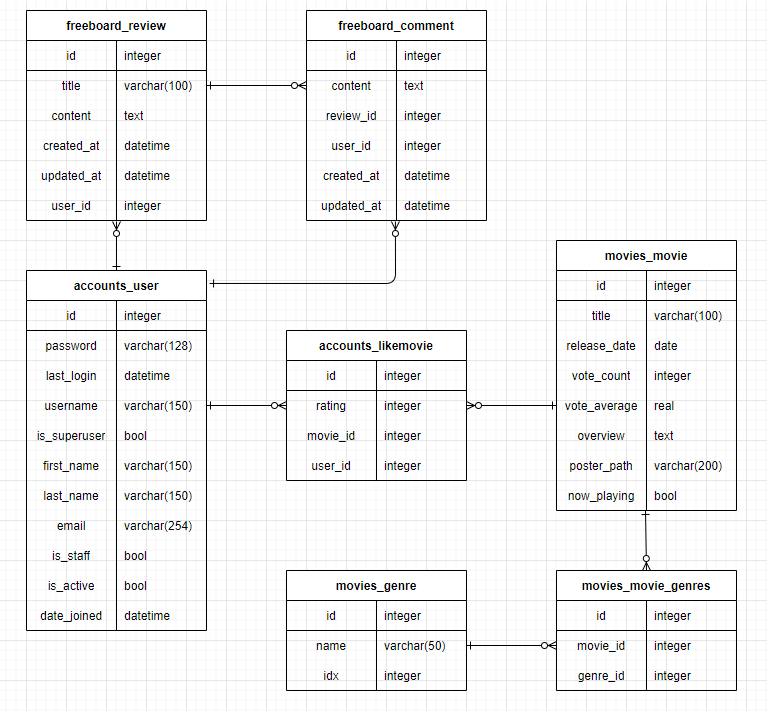 freeboard_review
id integer
title varchar(100)
content text
created_at datetime
updated_at datetime
user_id integer
freeboard_comment
id integer
content text
review_id integer
user_id integer
created_at datetime
updated_at datetime
accounts_user
id integer
password varchar(128)
last_login datetime
username varchar(150)
is_superuser bool
first_name varchar(150)
last_name varchar(150)
email varchar(254)
is_staff bool
is_active bool
date_joined datetime
accounts_likemovie
id integer
rating integer
movie_id integer
user_id integer
movies_movie
id integer
title varchar(100)
release_date date
vote_count integer
vote_average real
overview text
poster_path varchar(200)
now_playing bool
movies_genre
id integer
name varchar(50)
idx integer
movies_movie_genres
id integer
movie_id integer
genre_id integer